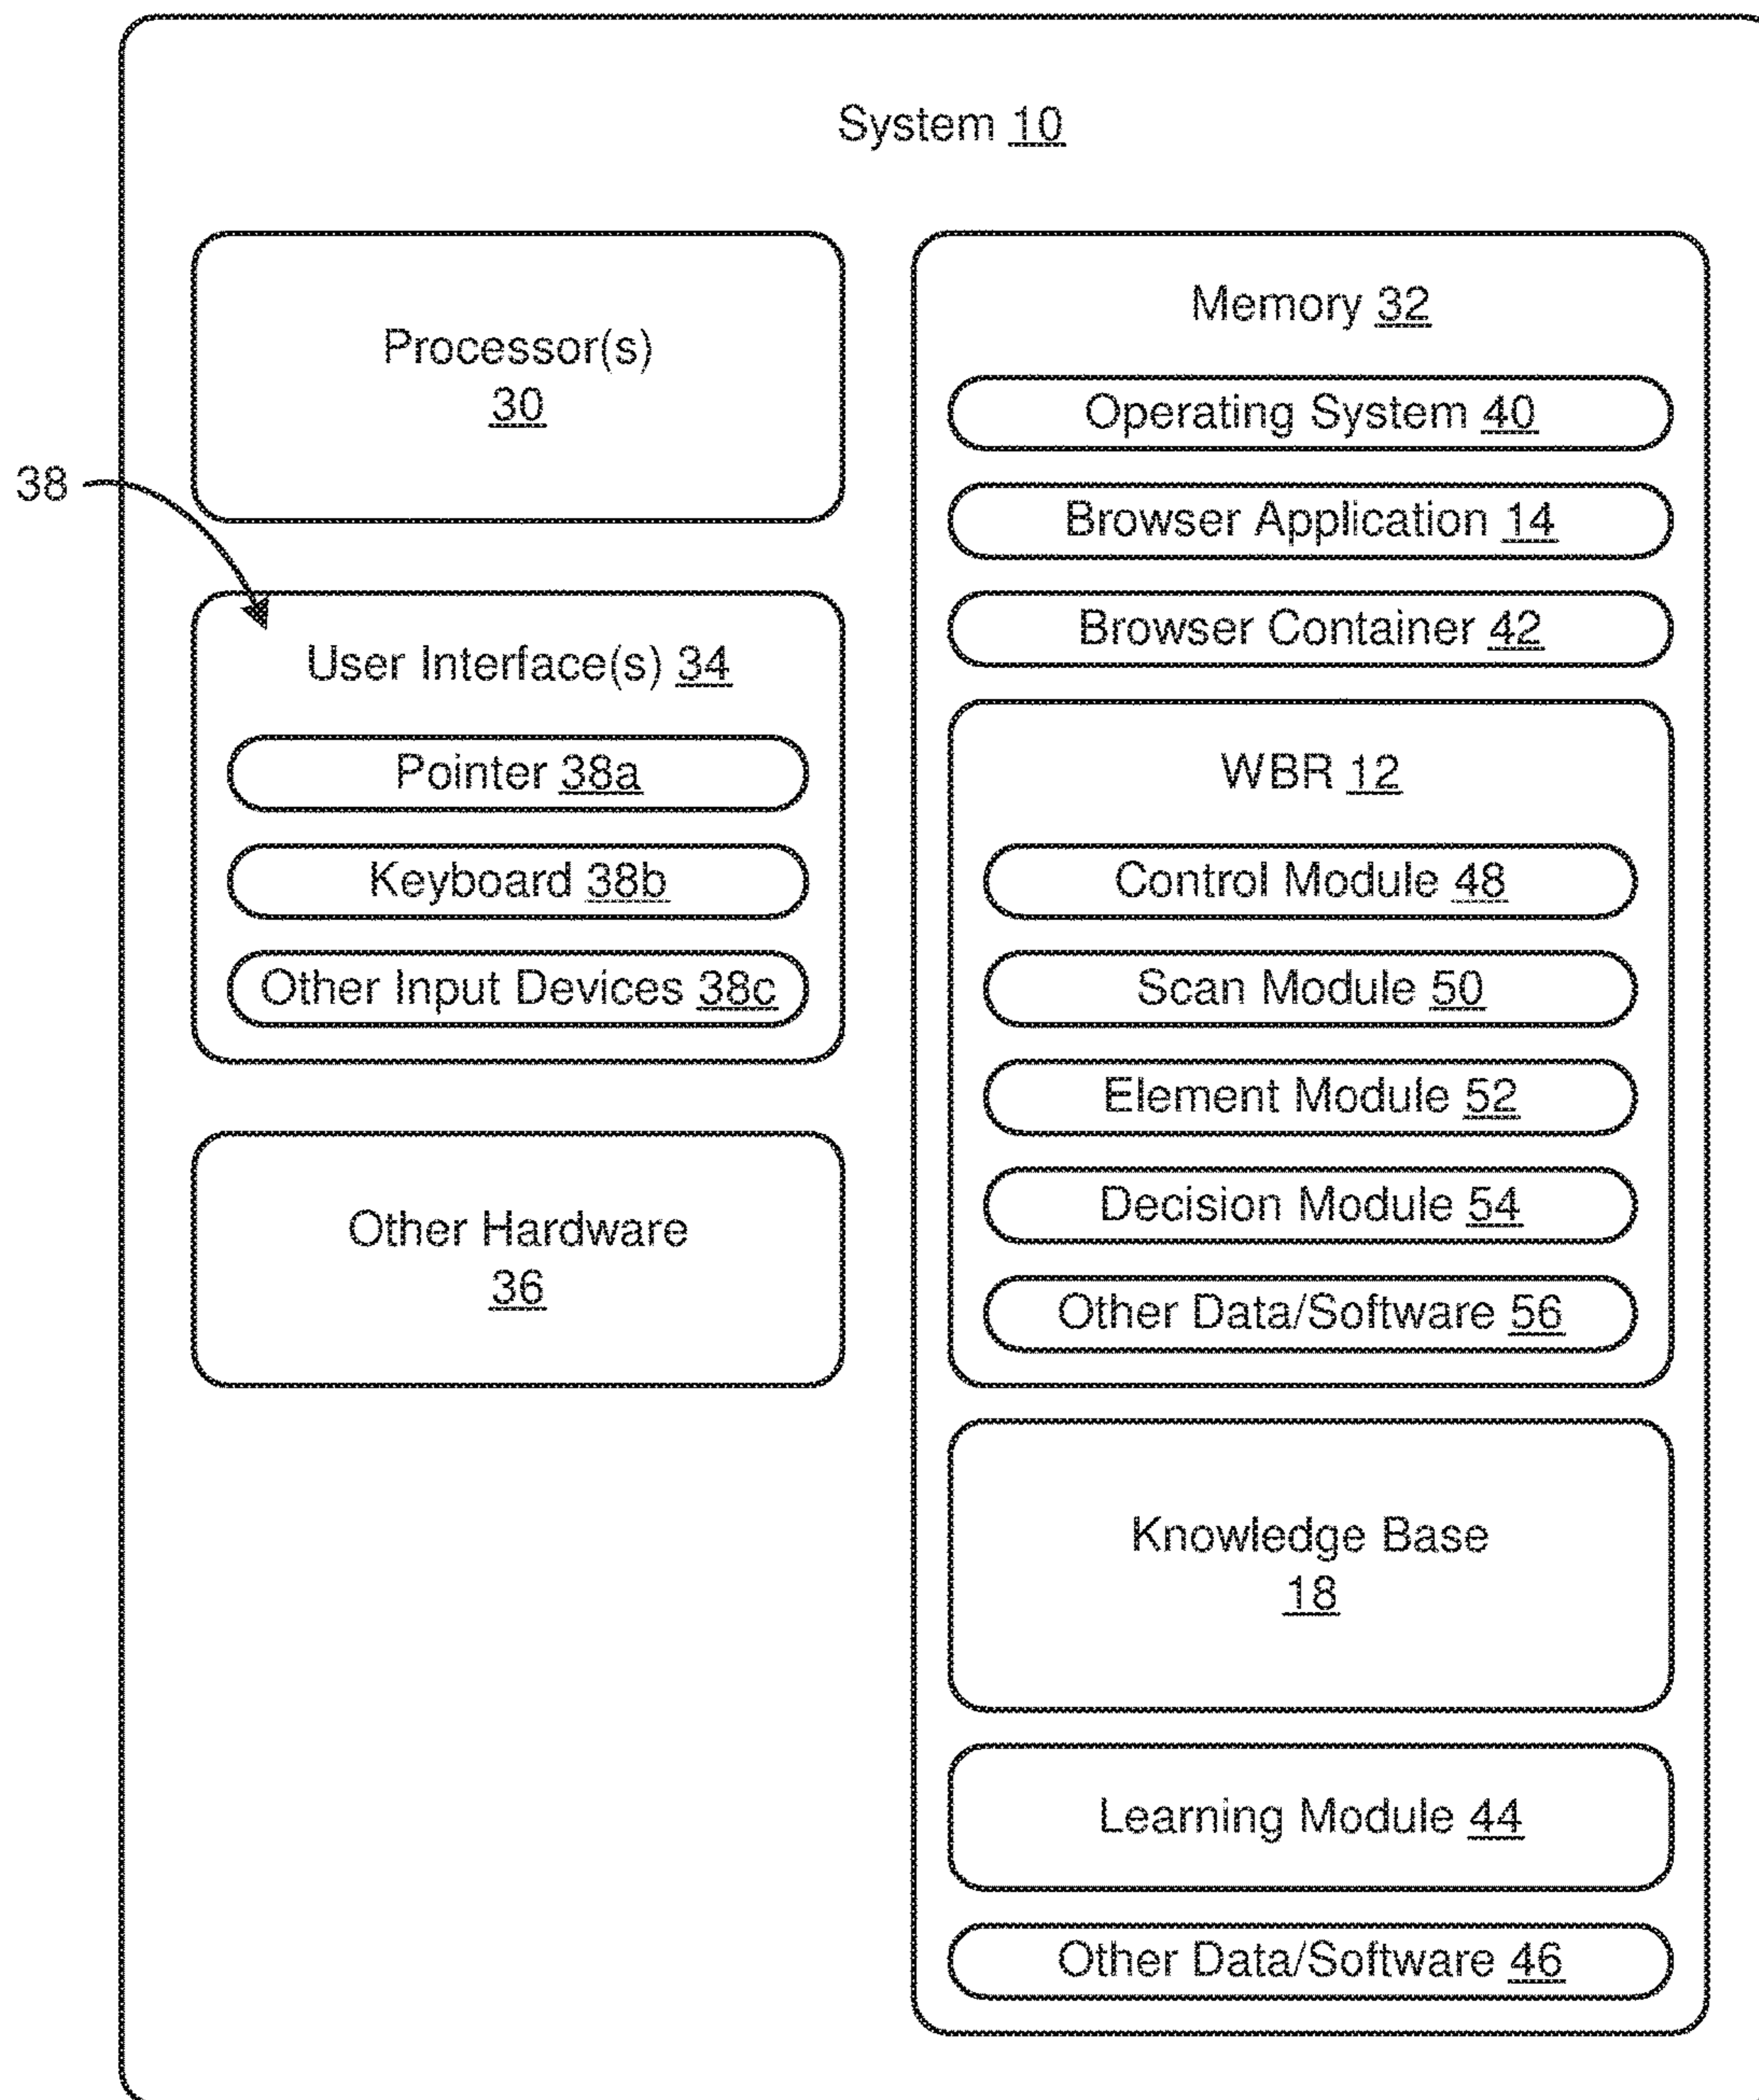 System 10
Processor(s)
30
38
User Interface(s) 34
Pointer 38a
Keyboard 38b
Other Input Devices 38c
Other Hardware
36
Memory 32
Operating System 40
Browser Application 14
Browser Container 42
WBR 12
Control Module 48
Scan Module 50
Element Module 52
Decision Module 54
Other Data/Software 56
Knowledge Base
18
Learning Module 44
Other Data/Software 46